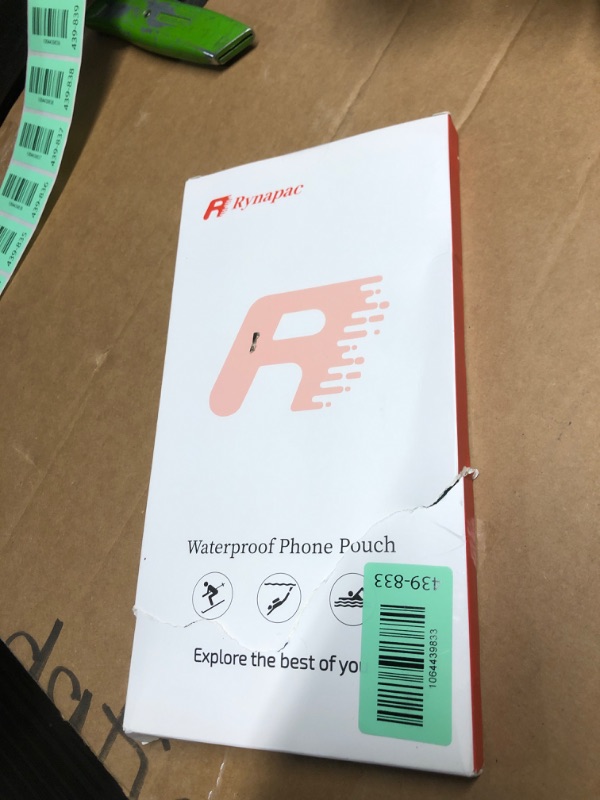 439-839
439-838
439-837
439-836
439-835
Rynapac
Waterproof Phone Pouch
Explore the best of you
439-833
1064439833